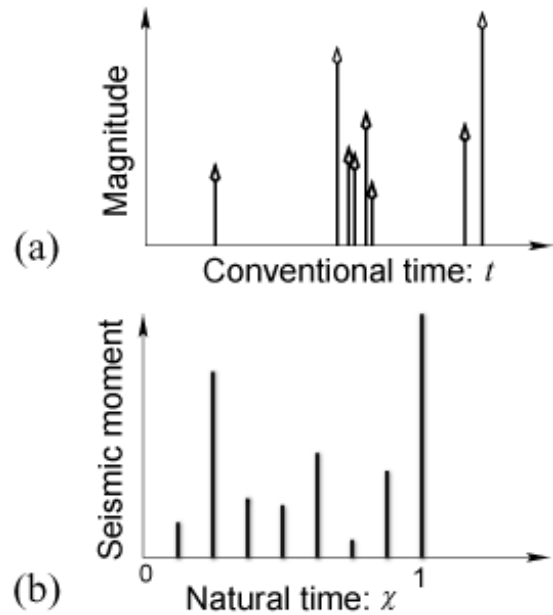 Magnitude
(a)
Conventional time: t
Seismic moment
0
1
(b)
Natural time: χ